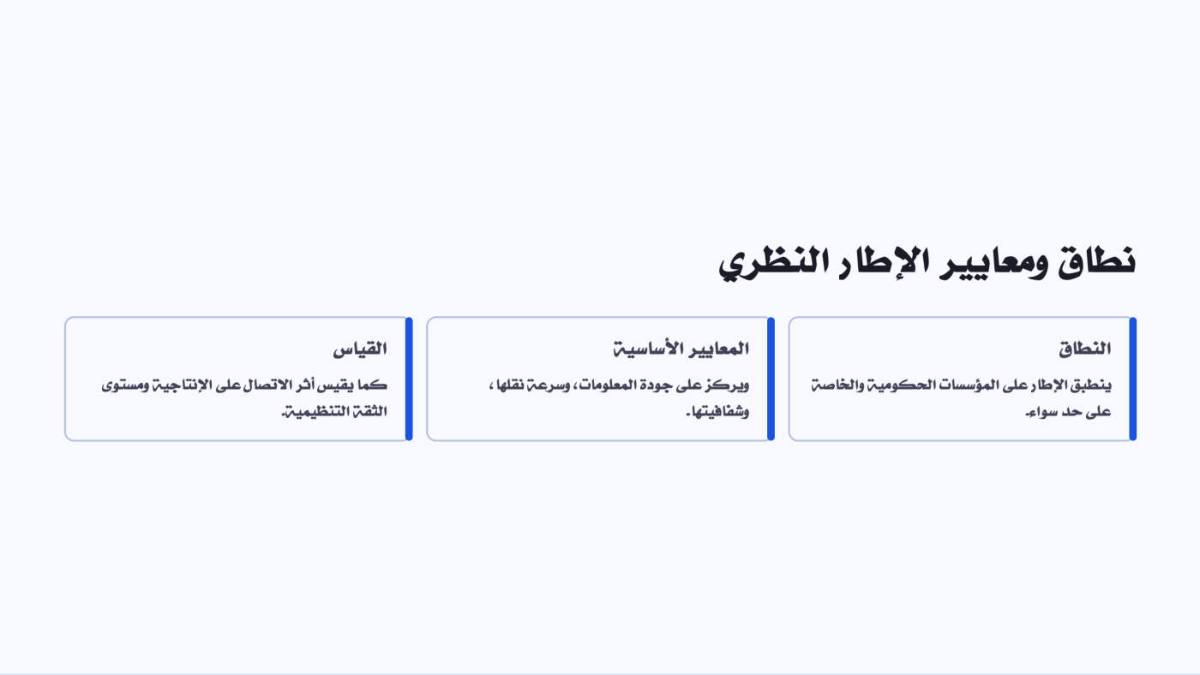 نطاق ومعايير الإطار النظري
النطاق
ينطبق الإطار على المؤسسات الحكومية والخاصة
على حد سواء.
المعايير الأساسية
ويركز على جودة المعلومات، وسرعة نقلها،
وشفافيتها.
القياس
كما يقيس أثر الاتصال على الإنتاجية ومستوى
الثقة التنظيمية.